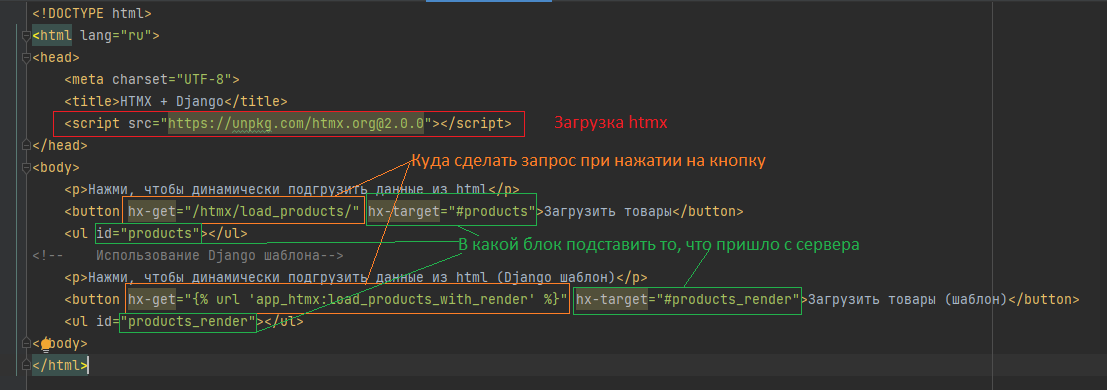 <!DOCTYPE html>
<html lang="ru">
<head>
<meta charset="UTF-8">
<title>HTMX + Django</title>
<script src="https://unpkg.com/htmx.org@2.0.0"></script>
Загрузка htmx
</head>
<body>
Куда сделать запрос при нажатии на кнопку
<p>Нажми, чтобы динамически подгрузить данные из html</p>
<button hx-get="/htmx/load_products/" hx-target="#products">Загрузить товары</button>
<ul id="products"></ul>
В какой блок подставить то, что пришло с сервера
<!-- Использование Django шаблона-->
<p>Нажми, чтобы динамически подгрузить данные из html (Django шаблон)</p>
<button hx-get="{% url 'app_htmx:load_products_with_render' %}" hx-target="#products_render">Загрузить товары (шаблон)</button>
<ul id="products_render"></ul>
</body>
</html>